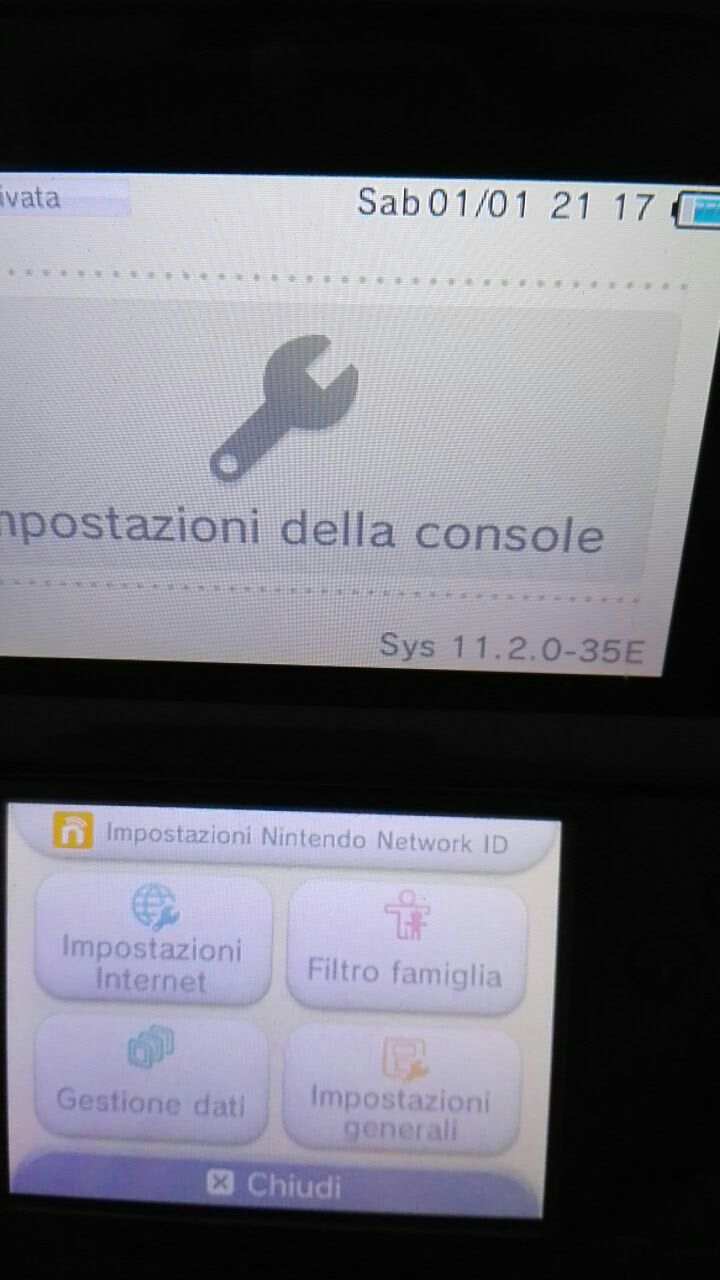 ivata
Sab 01/01 21 17
mpostazioni della console
Sys 11.2.0-35E
Impostazioni Nintendo Network ID
Impostazioni
Internet
Filtro famiglia
Gestione dati
Impostazioni
generali
Chiudi